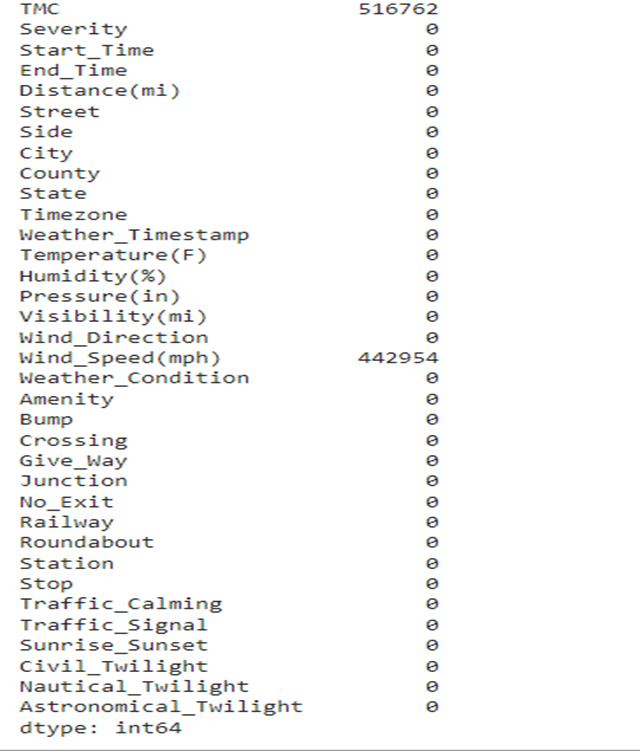 TMC 516762
Severity 0
Start_Time 0
End_Time 0
Distance(mi) 0
Street 0
Side 0
City 0
County 0
State 0
Timezone 0
Weather_Timestamp 0
Temperature(F) 0
Humidity(%) 0
Pressure(in) 0
Visibility(mi) 0
Wind_Direction 0
Wind_Speed(mph) 442954
Weather_Condition 0
Amenity 0
Bump 0
Crossing 0
Give_Way 0
Junction 0
No_Exit 0
Railway 0
Roundabout 0
Station 0
Stop 0
Traffic_Calming 0
Traffic_Signal 0
Sunrise_Sunset 0
Civil_Twilight 0
Nautical_Twilight 0
Astronomical_Twilight 0
dtype: int64